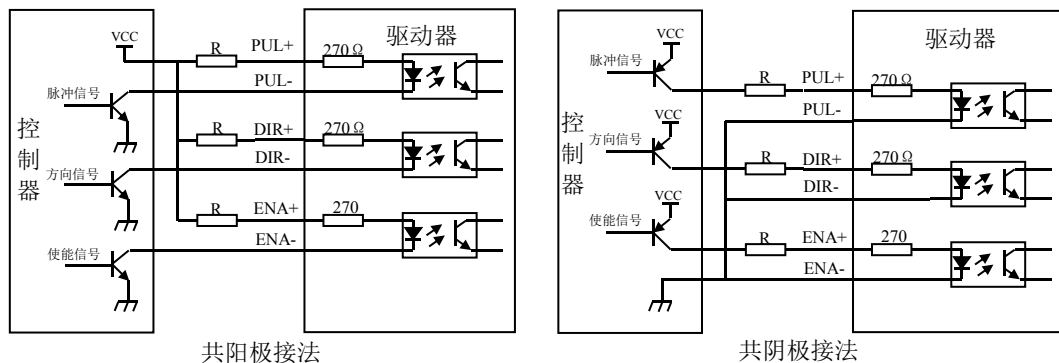 VCC
R
PUL+
270Ω
驱动器
PUL-
脉冲信号
控制器
R
DIR+
270Ω
DIR-
方向信号
R
ENA+
270
ENA-
使能信号
共阳极接法
VCC
驱动器
脉冲信号
R
PUL+
270Ω
PUL-
控制器
VCC
方向信号
R
DIR+
270Ω
DIR-
VCC
使能信号
R
ENA+
270
ENA-
共阴极接法